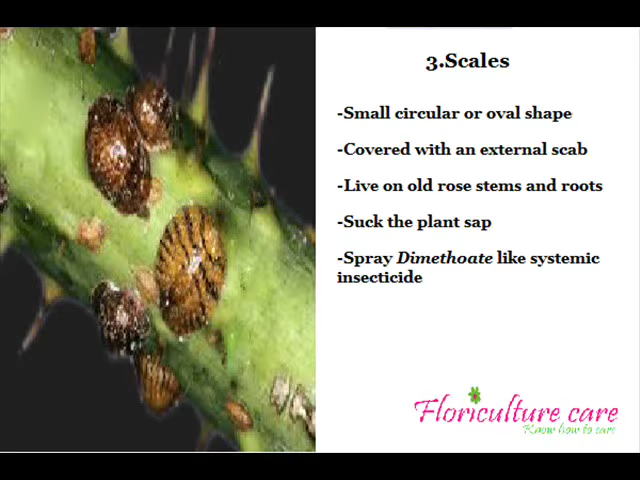 3.Scales
-Small circular or oval shape
-Covered with an external scab
-Live on old rose stems and roots
-Suck the plant sap
-Spray Dimethoate like systemic
insecticide
Floriculture care
Know how to care